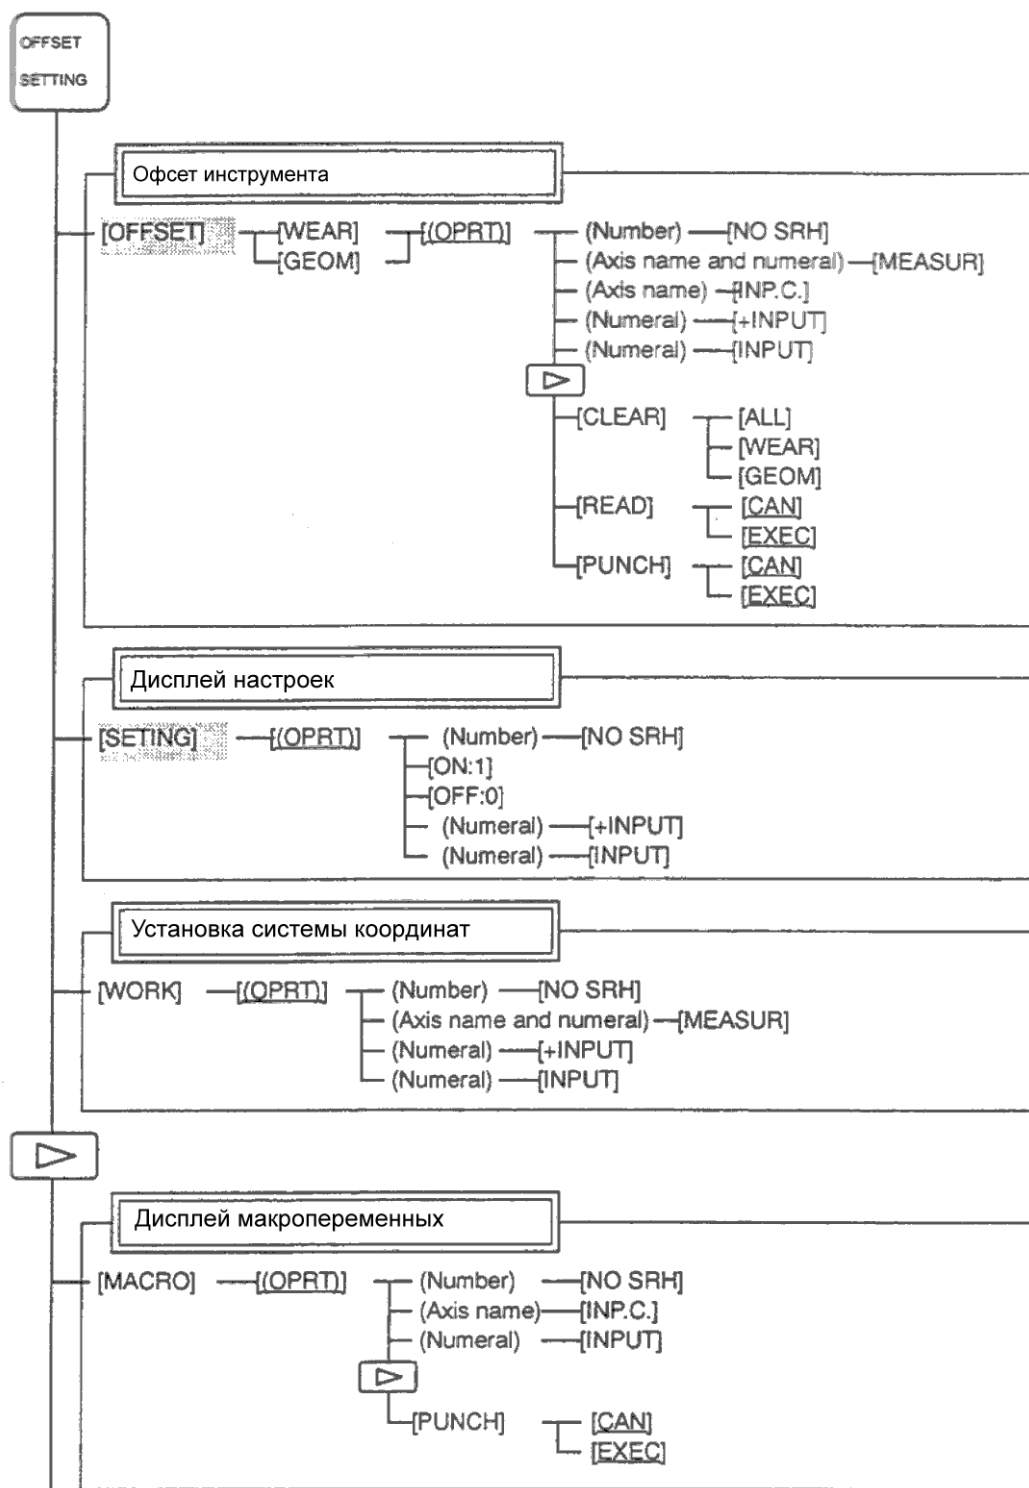 OFFSET
SETTING
Офсет инструмента
[OFFSET] [WEAR] [(OPRT)] (Number) [NO SRH]
[GEOM] (Axis name and numeral) [MEASUR]
(Axis name) [INP.C.]
(Numeral) [+INPUT]
(Numeral) [INPUT]
[CLEAR] [ALL]
[WEAR]
[GEOM]
[READ] [CAN]
[EXEC]
[PUNCH] [CAN]
[EXEC]
Дисплей настроек
[SETING] [(OPRT)] (Number) [NO SRH]
[ON:1]
[OFF:0]
(Numeral) [+INPUT]
(Numeral) [INPUT]
Установка системы координат
[WORK] [(OPRT)] (Number) [NO SRH]
(Axis name and numeral) [MEASUR]
(Numeral) [+INPUT]
(Numeral) [INPUT]
Дисплей макропеременных
[MACRO] [(OPRT)] (Number) [NO SRH]
(Axis name) [INP.C.]
(Numeral) [INPUT]
[PUNCH] [CAN]
[EXEC]